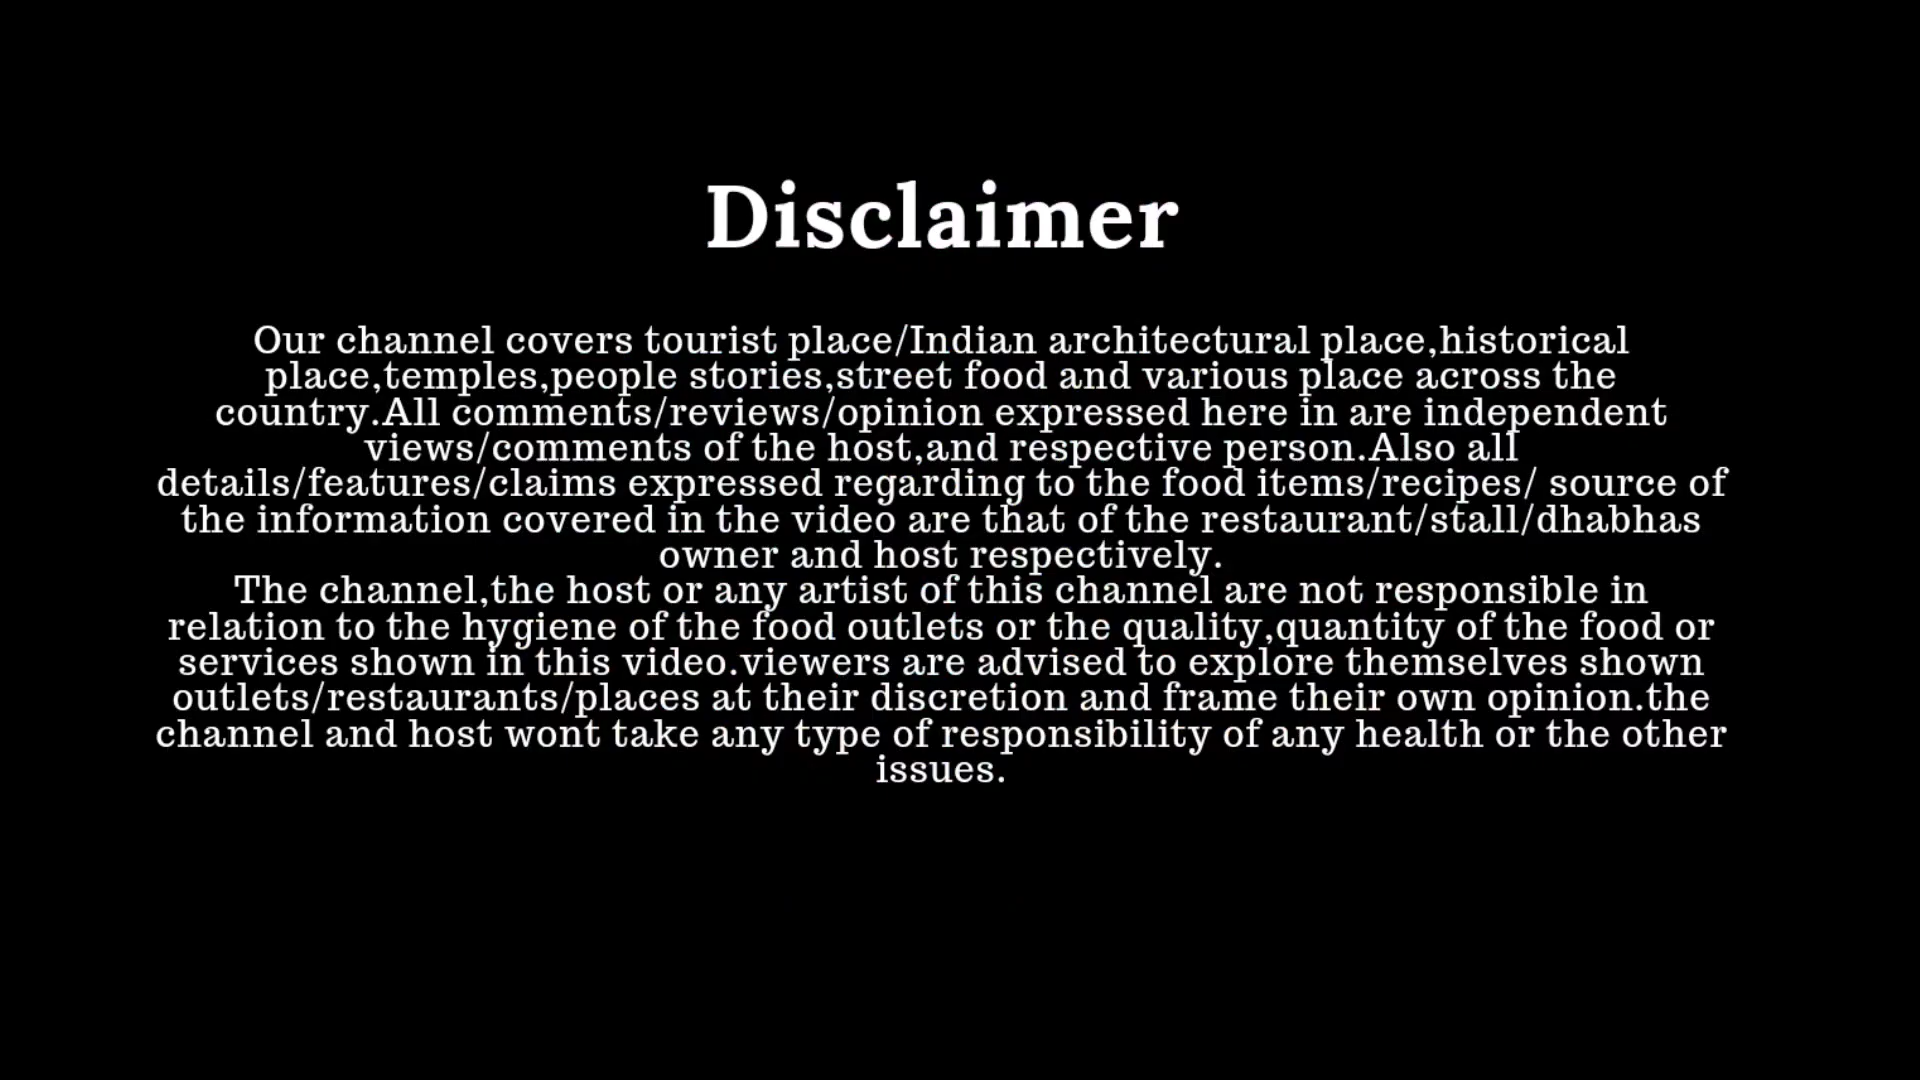 Disclaimer
Our channel covers tourist place/Indian architectural place,historical
place,temples,people stories,street food and various place across the
country.All comments/reviews/opinion expressed here in are independent
views/comments of the host,and respective person.Also all
details/features/claims expressed regarding to the food items/recipes/ source of
the information covered in the video are that of the restaurant/stall/dhabhas
owner and host respectively.
The channel,the host or any artist of this channel are not responsible in
relation to the hygiene of the food outlets or the quality,quantity of the food or
services shown in this video.viewers are advised to explore themselves shown
outlets/restaurants/places at their discretion and frame their own opinion.the
channel and host wont take any type of responsibility of any health or the other
issues.